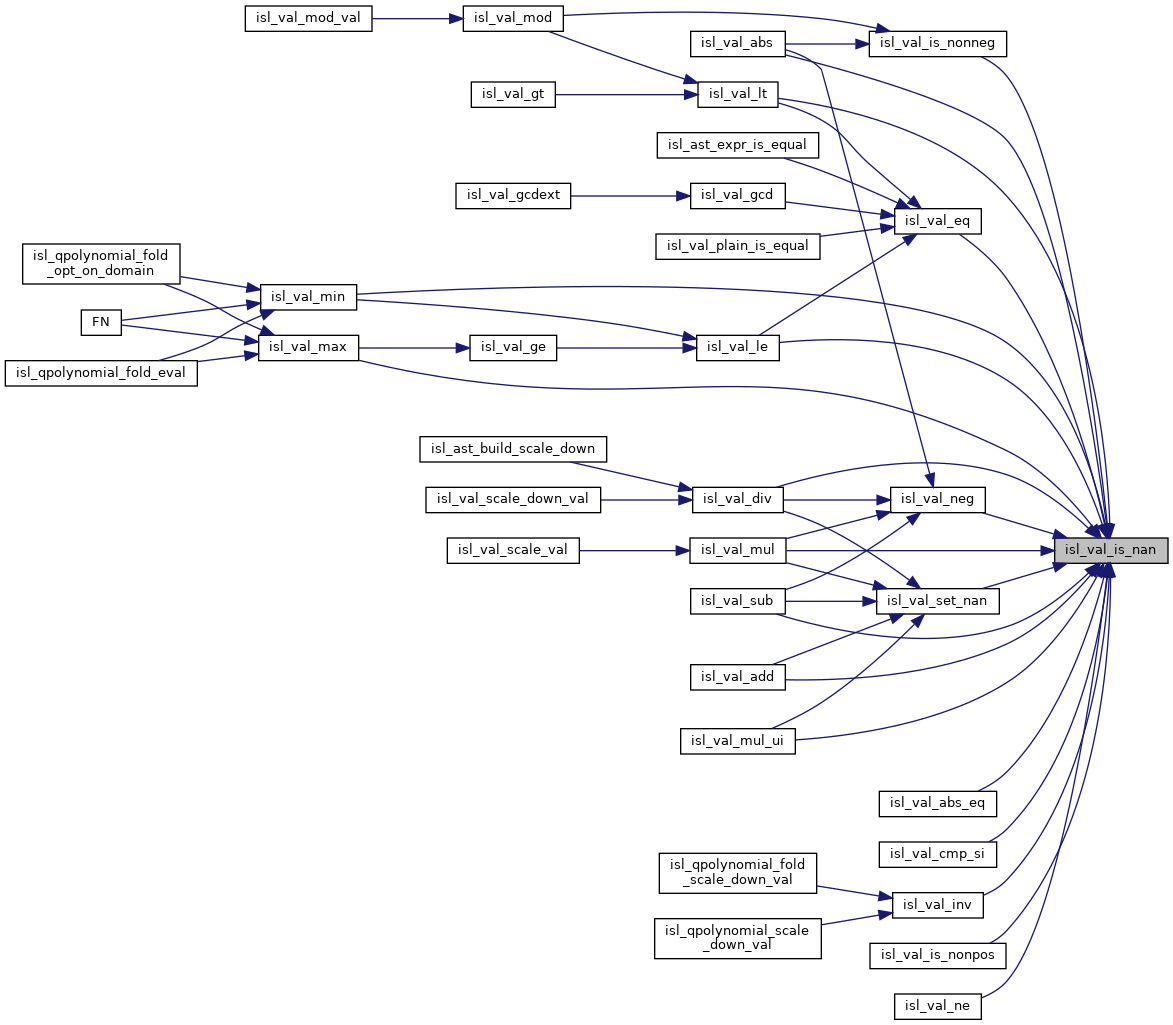 isl_val_mod_val
isl_val_mod
isl_val_abs
isl_val_is_nonneg
isl_val_gt
isl_val_lt
isl_ast_expr_is_equal
isl_val_gcdext
isl_val_gcd
isl_val_eq
isl_val_plain_is_equal
isl_qpolynomial_fold
_opt_on_domain
isl_val_min
FN
isl_val_max
isl_val_ge
isl_val_le
isl_qpolynomial_fold_eval
isl_ast_build_scale_down
isl_val_scale_down_val
isl_val_div
isl_val_neg
isl_val_scale_val
isl_val_mul
isl_val_is_nan
isl_val_sub
isl_val_set_nan
isl_val_add
isl_val_mul_ui
isl_val_abs_eq
isl_val_cmp_si
isl_qpolynomial_fold
_scale_down_val
isl_val_inv
isl_qpolynomial_scale
_down_val
isl_val_is_nonpos
isl_val_ne